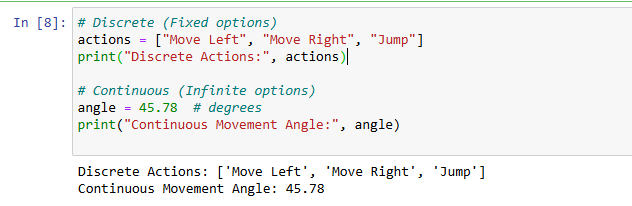 In [8]: # Discrete (Fixed options)
actions = ["Move Left", "Move Right", "Jump"]
print("Discrete Actions:", actions)
# Continuous (Infinite options)
angle = 45.78  # degrees
print("Continuous Movement Angle:", angle)
Discrete Actions: ['Move Left', 'Move Right', 'Jump']
Continuous Movement Angle: 45.78